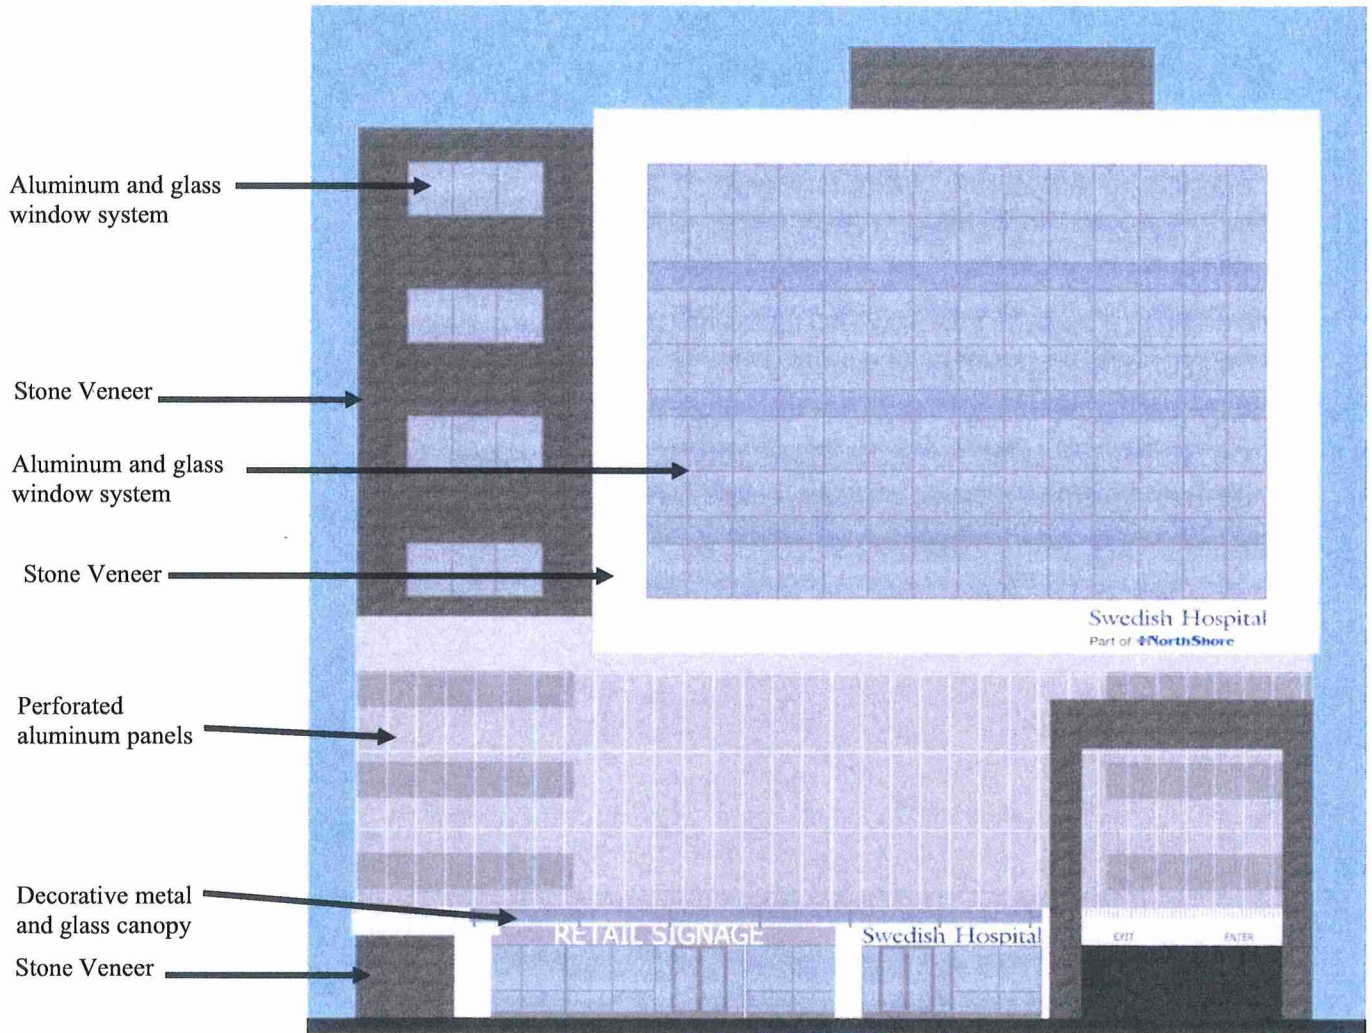 Aluminum and glass
window system
Stone Veneer
Aluminum and glass
window system
Stone Veneer
Swedish Hospital
Part of NorthShore
Perforated
aluminum panels
Decorative metal
and glass canopy
RETAIL SIGNAGE
Swedish Hospital
EXIT
ENTER
Stone Veneer